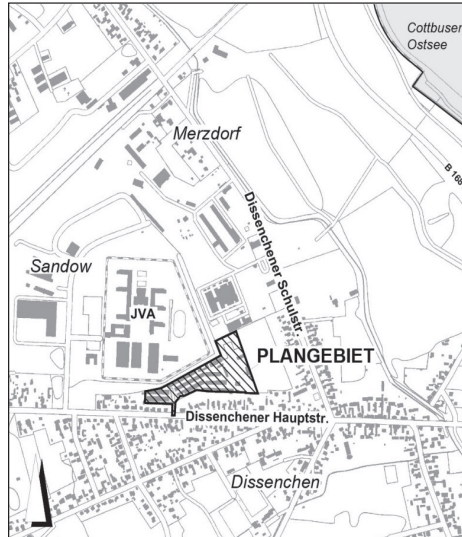 Cottbuser
Ostsee
Merzdorf
B 168
Dissenchener Schulstr.
Sandow
JVA
PLANGEBIET
Dissenchener Hauptstr.
Dissenchen